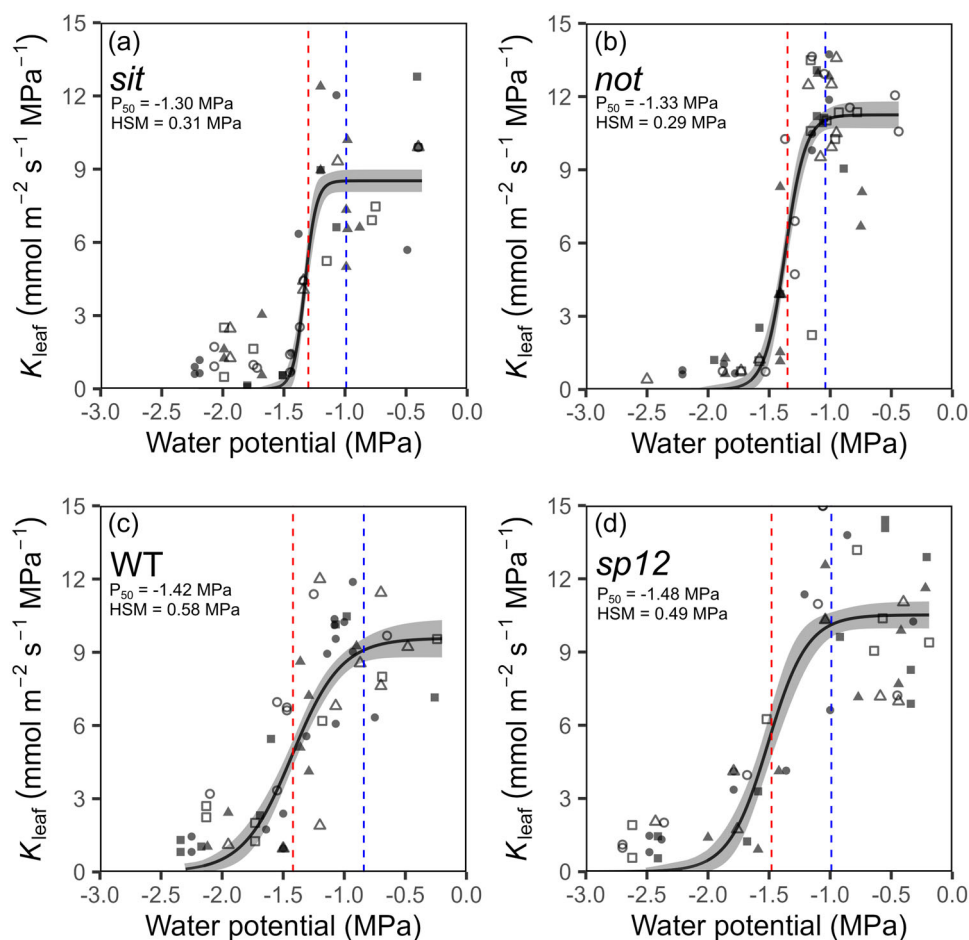 (a)
sit
P50 = -1.30 MPa
HSM = 0.31 MPa
Kleaf (mmol m−2 s−1 MPa−1)
15
12
9
6
3
0
-3.0 -2.5 -2.0 -1.5 -1.0 -0.5 0.0
Water potential (MPa)
(b)
not
P50 = -1.33 MPa
HSM = 0.29 MPa
Kleaf (mmol m−2 s−1 MPa−1)
15
12
9
6
3
0
-3.0 -2.5 -2.0 -1.5 -1.0 -0.5 0.0
Water potential (MPa)
(c)
WT
P50 = -1.42 MPa
HSM = 0.58 MPa
Kleaf (mmol m−2 s−1 MPa−1)
15
12
9
6
3
0
-3.0 -2.5 -2.0 -1.5 -1.0 -0.5 0.0
Water potential (MPa)
(d)
sp12
P50 = -1.48 MPa
HSM = 0.49 MPa
Kleaf (mmol m−2 s−1 MPa−1)
15
12
9
6
3
0
-3.0 -2.5 -2.0 -1.5 -1.0 -0.5 0.0
Water potential (MPa)